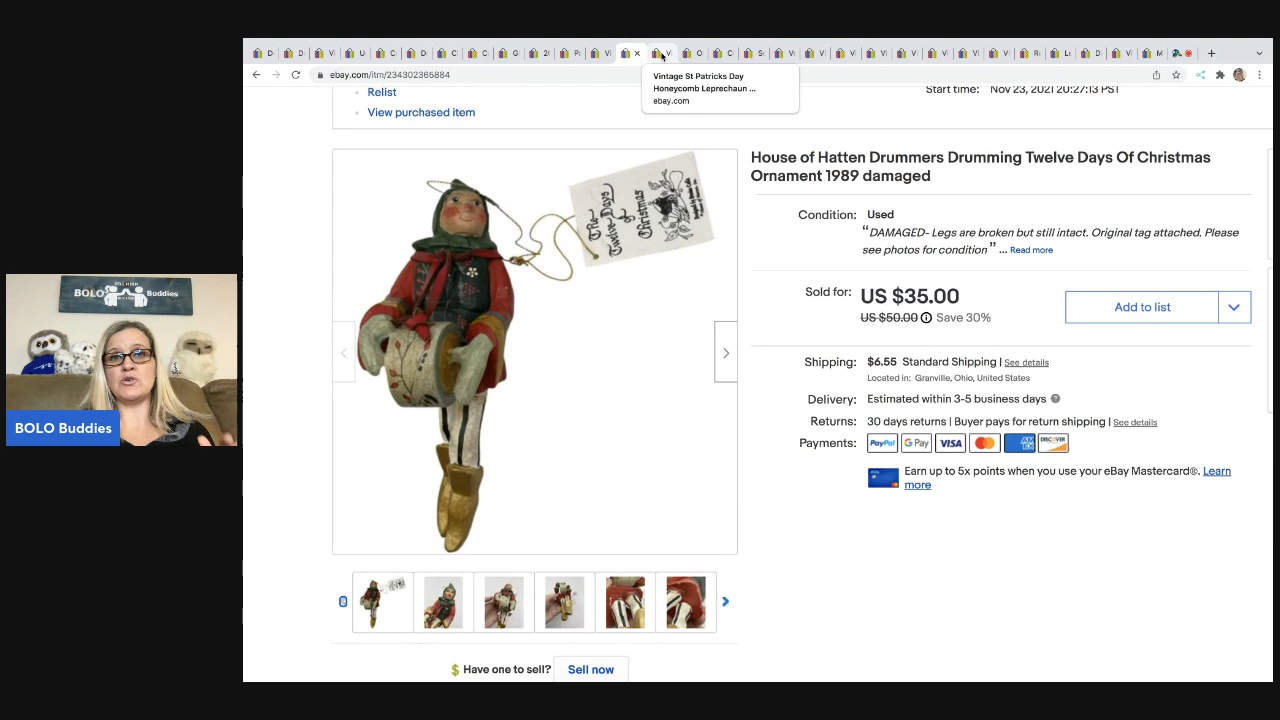 ebay.com/itm/234302365884
Vintage St Patricks Day
Honeycomb Leprechaun ...
ebay.com
Relist
View purchased item
Start time: Nov 23, 2021 20:27:13 PST
House of Hatten Drummers Drumming Twelve Days Of Christmas
Ornament 1989 damaged
Condition: Used
“DAMAGED- Legs are broken but still intact. Original tag attached. Please
see photos for condition ” ... Read more
Sold for: US $35.00
US $50.00 Save 30%
Add to list
Shipping: $6.55 Standard Shipping | See details
Located in: Granville, Ohio, United States
Delivery: Estimated within 3-5 business days
Returns: 30 days returns | Buyer pays for return shipping | See details
Payments: PayPal G Pay VISA DISCOVER
Earn up to 5x points when you use your eBay Mastercard®. Learn
more
The
Twelve Days
of
Christmas
BOLO Buddies
BOLO Buddies
Have one to sell? Sell now